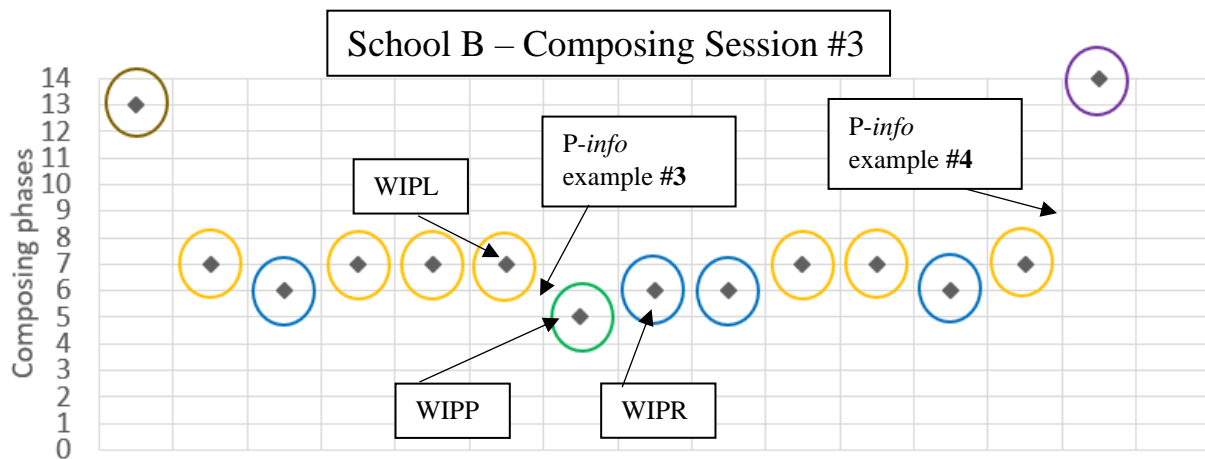 School B – Composing Session #3
Composing phases
14
13
12
11
10
9
8
7
6
5
4
3
2
1
0
WIPL
P-info
example #3
P-info
example #4
WIPP
WIPR